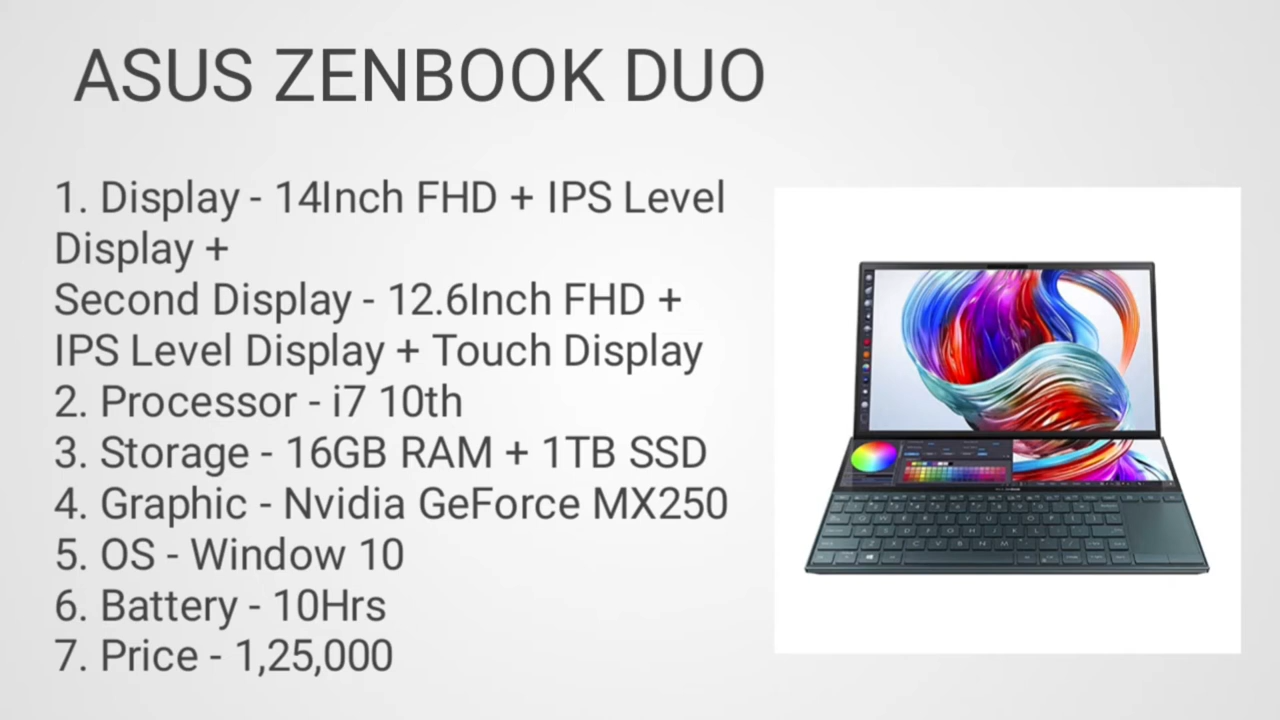 ASUS ZENBOOK DUO
1. Display - 14Inch FHD + IPS Level
Display +
Second Display - 12.6Inch FHD +
IPS Level Display + Touch Display
2. Processor - i7 10th
3. Storage - 16GB RAM + 1TB SSD
4. Graphic - Nvidia GeForce MX250
5. OS - Window 10
6. Battery - 10Hrs
7. Price - 1,25,000